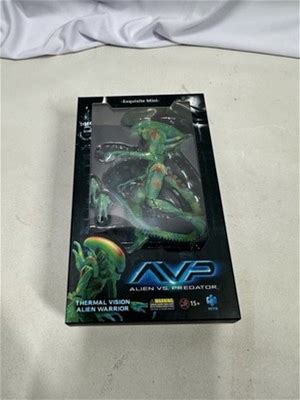 -Exquisite Mini-
AVP
ALIEN VS. PREDATOR
THERMAL VISION
ALIEN WARRIOR
WARNING
15+